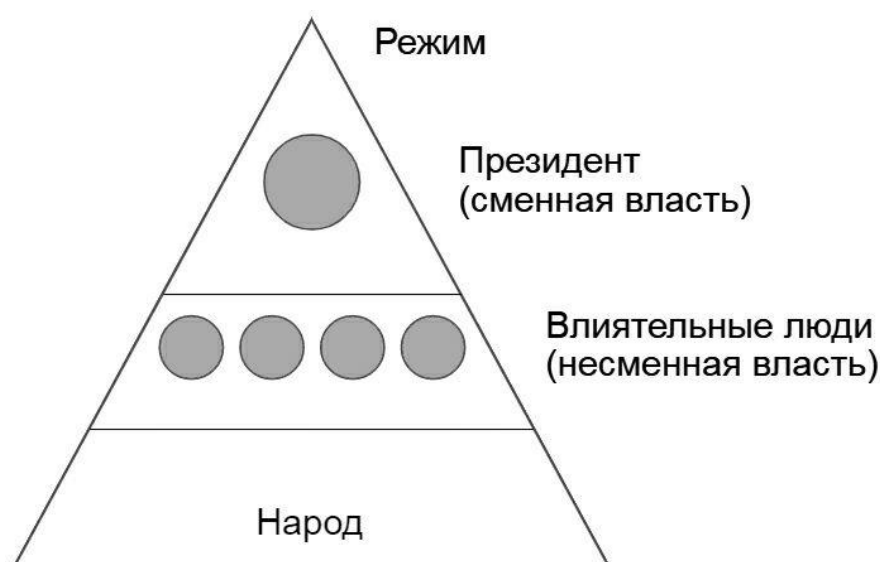 Режим
Президент
(сменная власть)
Влиятельные люди
(несменная власть)
Народ